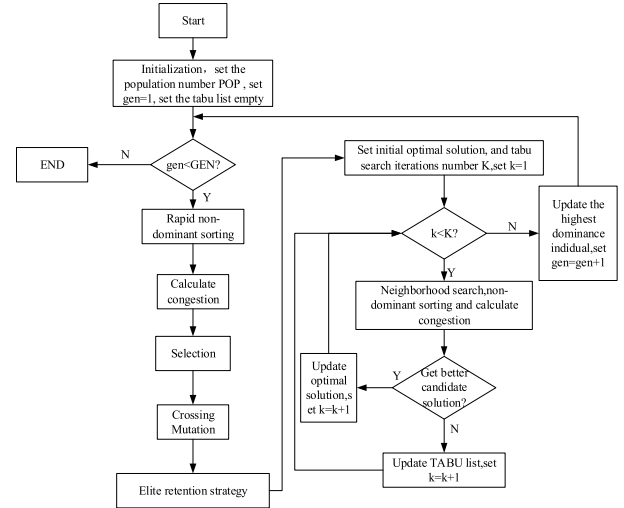 Start
Initialization，set the
population number POP , set
gen=1, set the tabu list empty
gen<GEN?
N
END
Y
Rapid non-
dominant sorting
Calculate
congestion
Selection
Crossing
Mutation
Elite retention strategy
Set initial optimal solution, and tabu
search iterations number K,set k=1
k<K?
N
Update the
highest
dominance
indidual,set
gen=gen+1
Y
Neighborhood search,non-
dominant sorting and calculate
congestion
Get better
candidate
solution?
Y
Update
optimal
solution,s
et k=k+1
N
Update TABU list,set
k=k+1